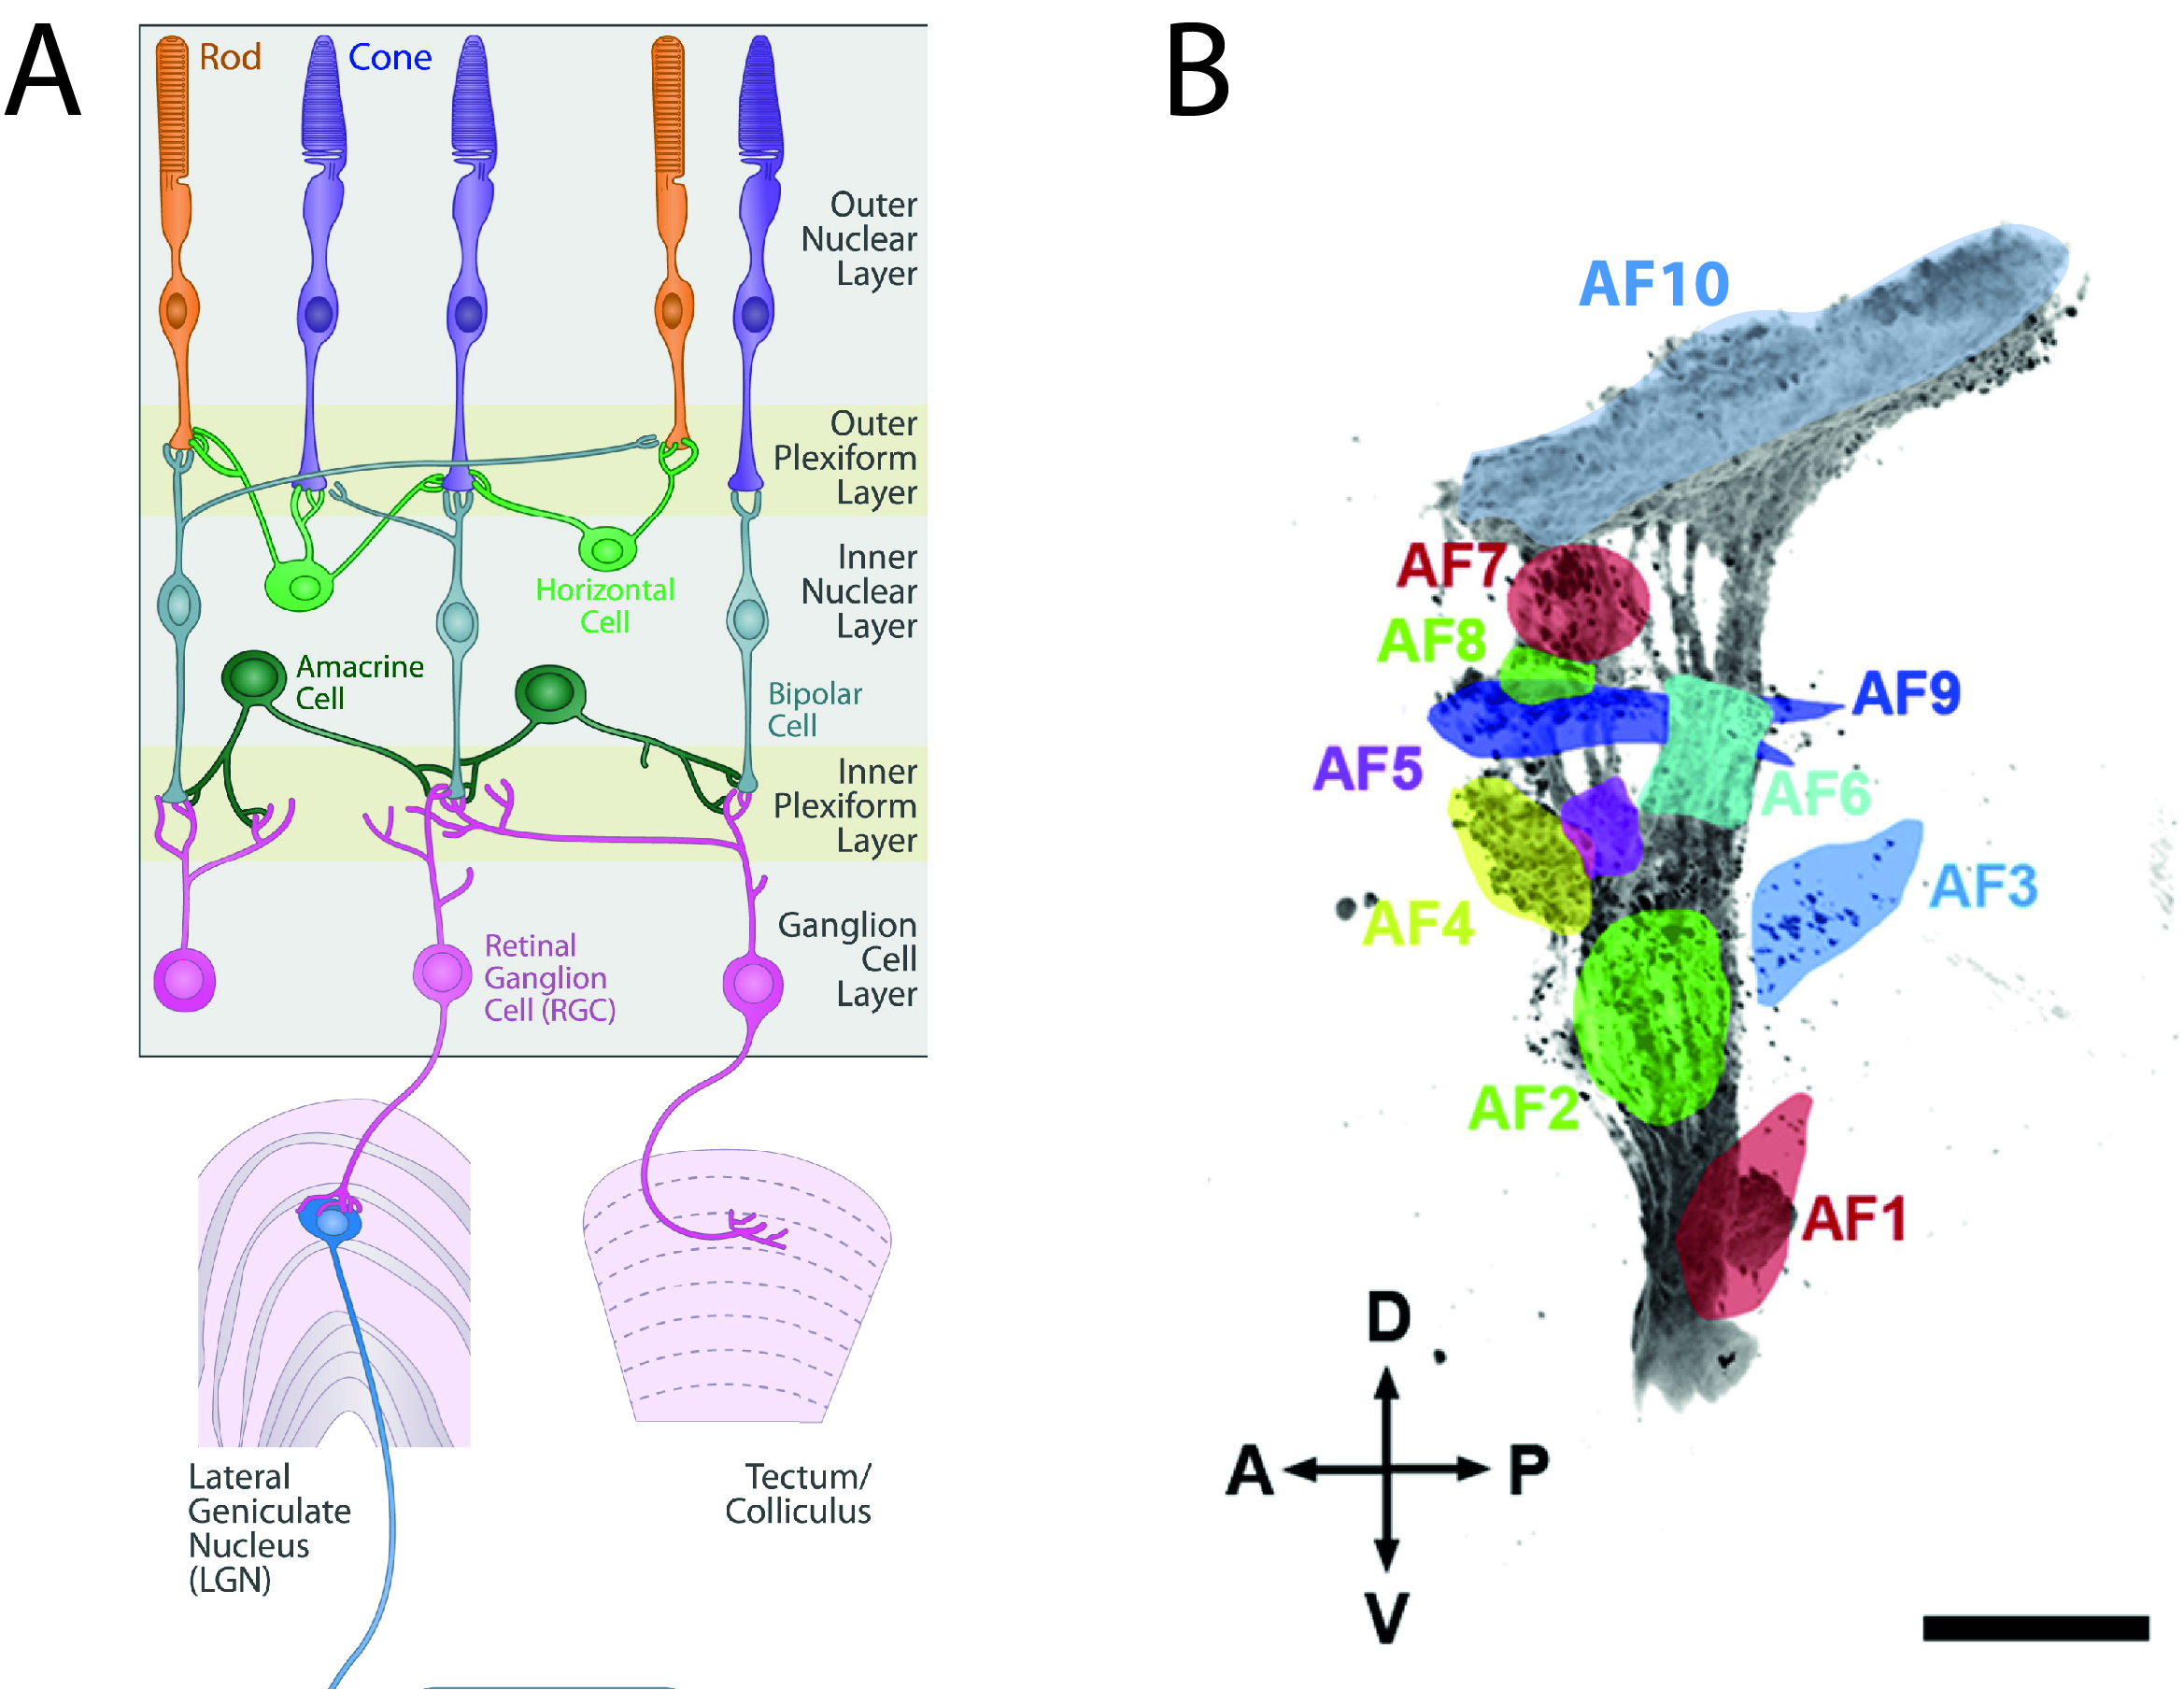 A
Rod
Cone
Outer
Nuclear
Layer
Outer
Plexiform
Layer
Inner
Nuclear
Layer
Horizontal
Cell
Amacrine
Cell
Bipolar
Cell
Inner
Plexiform
Layer
Retinal
Ganglion
Cell (RGC)
Ganglion
Cell
Layer
Lateral
Geniculate
Nucleus
(LGN)
Tectum/
Colliculus
B
AF10
AF7
AF8
AF9
AF5
AF6
AF3
AF4
AF2
AF1
D
A
P
V